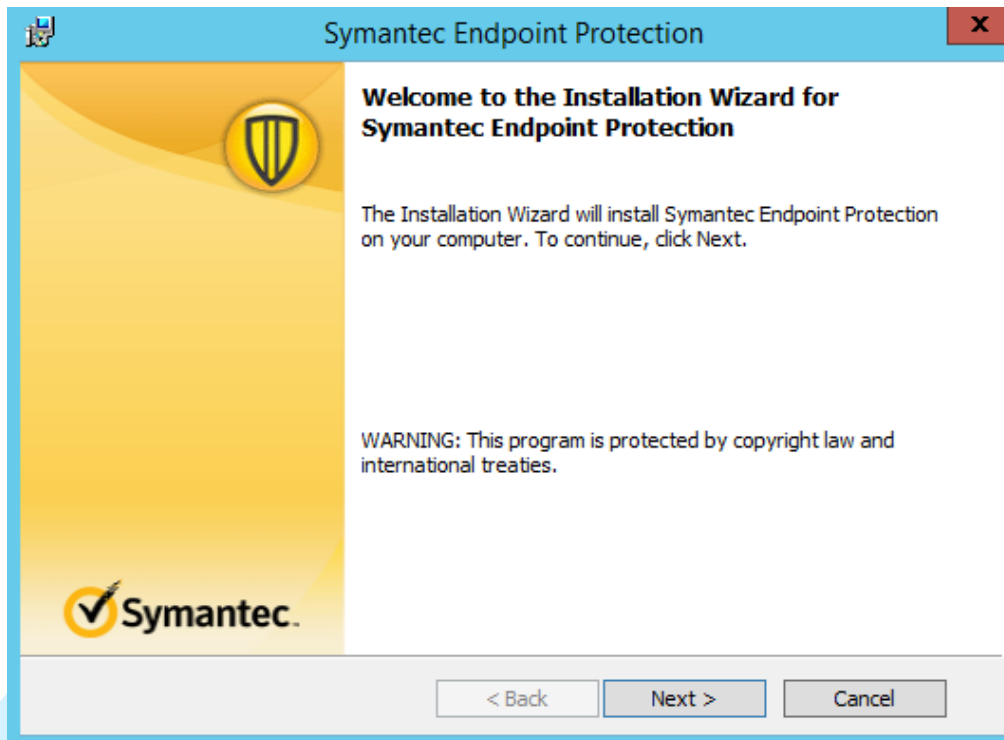 Symantec Endpoint Protection
x
Welcome to the Installation Wizard for
Symantec Endpoint Protection
The Installation Wizard will install Symantec Endpoint Protection
on your computer. To continue, click Next.
WARNING: This program is protected by copyright law and
international treaties.
Symantec.
< Back
Next >
Cancel